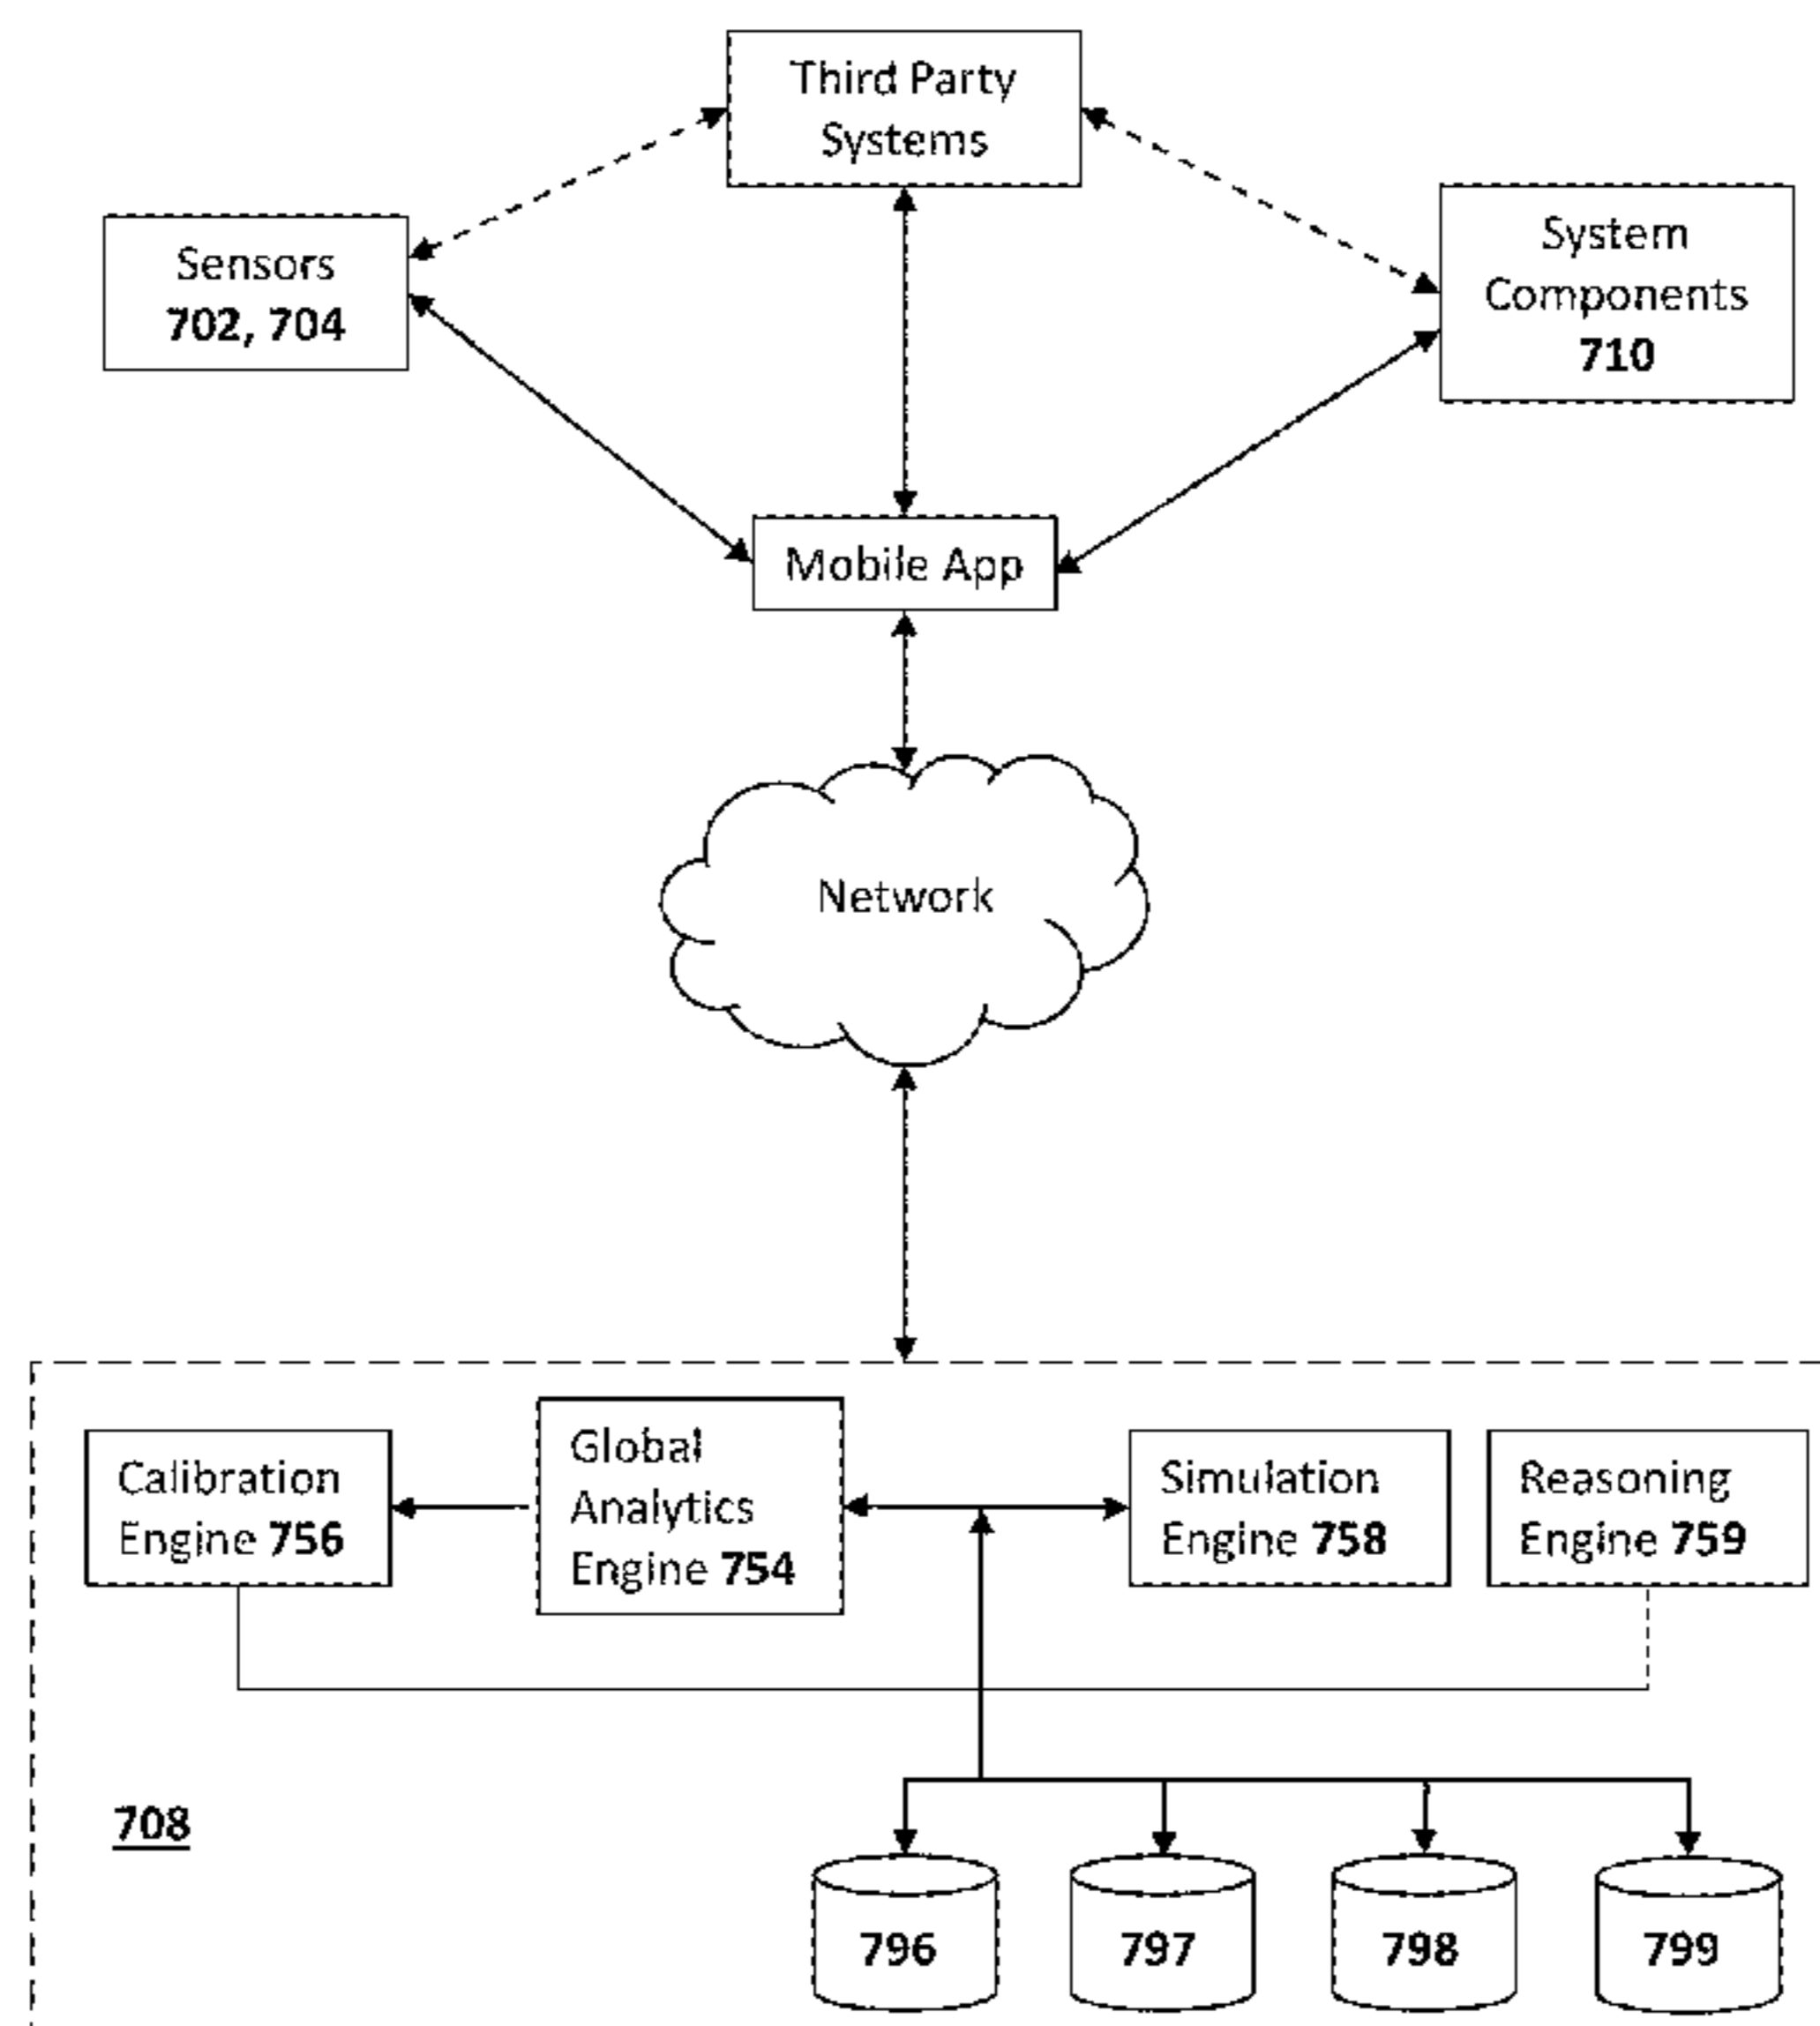 Third Party
Systems
Sensors
702, 704
System
Components
710
Mobile App
Network
Calibration
Engine 756
Global
Analytics
Engine 754
Simulation
Engine 758
Reasoning
Engine 759
708
796
797
798
799